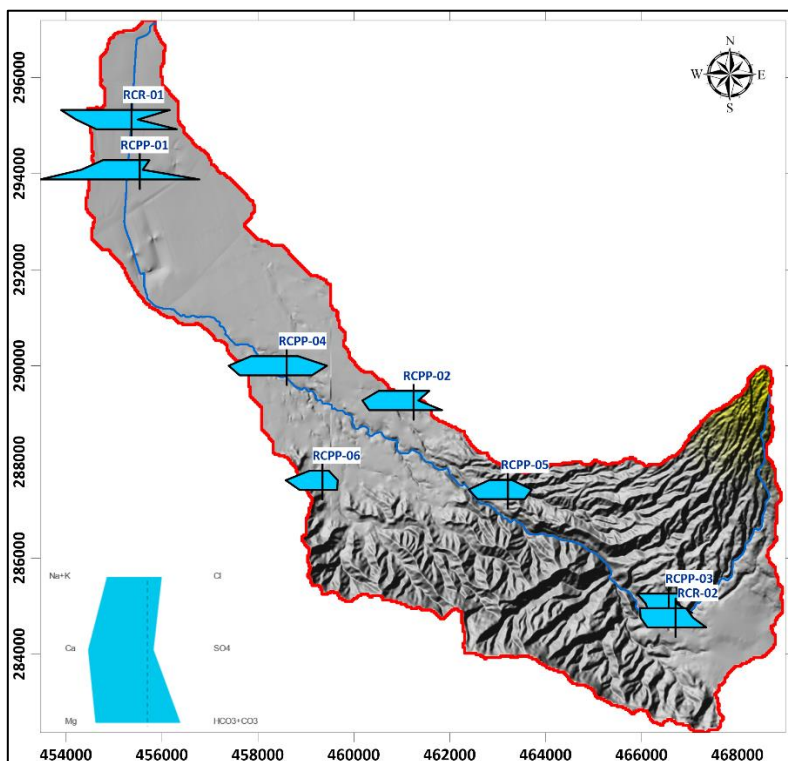 N
W E
S
RCR-01
RCPP-01
RCPP-04
RCPP-02
RCPP-06
RCPP-05
RCPP-03
RCR-02
Na+K Cl
Ca SO4
Mg HCO3+CO3
296000
294000
292000
290000
288000
286000
284000
454000 456000 458000 460000 462000 464000 466000 468000